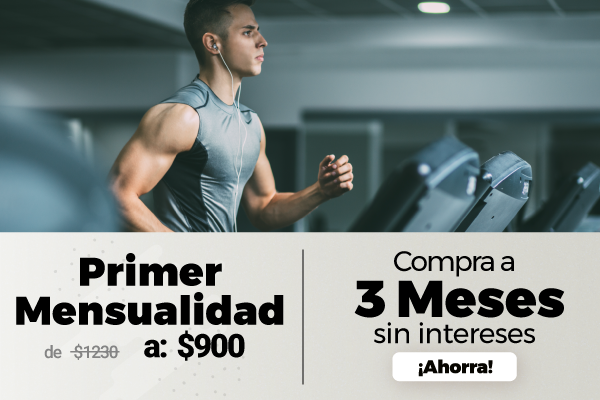 Primer
Mensualidad
de $1230 a: $900
Compra a
3 Meses
sin intereses
¡Ahorra!